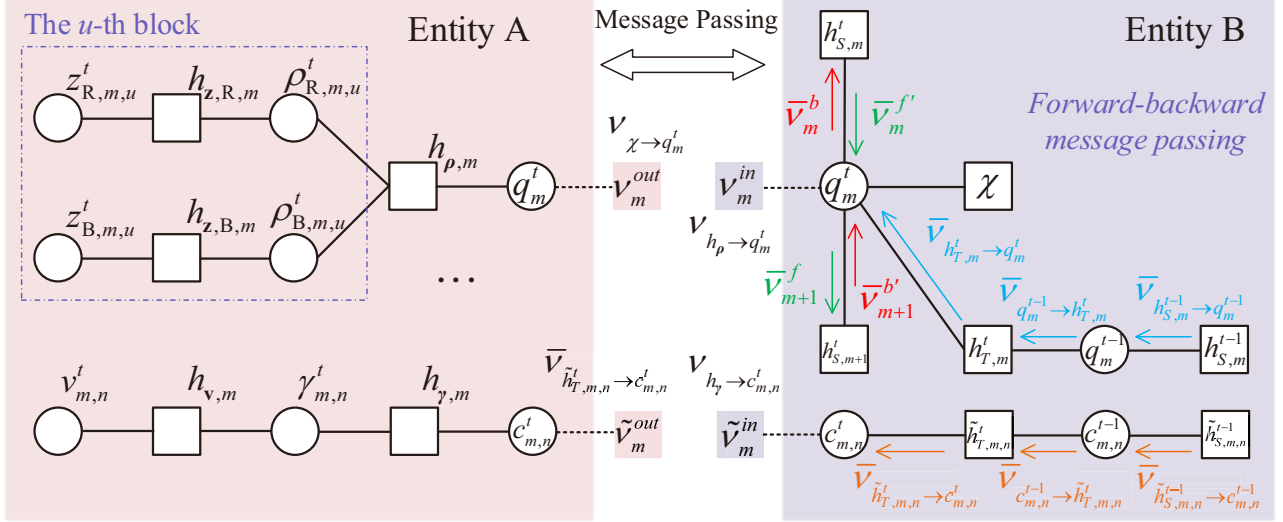 The u-th block
Entity A
Message Passing
Entity B
Forward-backward
message passing
z^t_{R,m,u}
h_{z,R,m}
ρ^t_{R,m,u}
z^t_{B,m,u}
h_{z,B,m}
ρ^t_{B,m,u}
h_{ρ,m}
q^t_m
...
ν_{χ→q^t_m}
ν^{out}_m
ν^{in}_m
ν_{h_ρ→q^t_m}
h^t_{S,m}
ν̅^b_m
ν̅^{f'}_m
q^t_m
χ
ν̅^f_{m+1}
ν̅^{b'}_{m+1}
ν̅_{h^t_{T,m}→q^t_m}
ν̅_{q^{t-1}_m→h^t_{T,m}}
ν̅_{h^{t-1}_{S,m}→q^{t-1}_m}
h^t_{S,m+1}
h^t_{T,m}
q^{t-1}_m
h^{t-1}_{S,m}
v^t_{m,n}
h_{v,m}
γ^t_{m,n}
h_{γ,m}
c^t_{m,n}
ν̅_{h̃^t_{T,m,n}→c^t_{m,n}}
ν̃^{out}_m
ν_{h_γ→c^t_{m,n}}
ν̃^{in}_m
c^t_{m,n}
h̃^t_{T,m,n}
c^{t-1}_{m,n}
h̃^{t-1}_{S,m,n}
ν̅_{h̃^t_{T,m,n}→c^t_{m,n}}
ν̅_{c^{t-1}_{m,n}→h̃^t_{T,m,n}}
ν̅_{h̃^{t-1}_{S,m,n}→c^{t-1}_{m,n}}